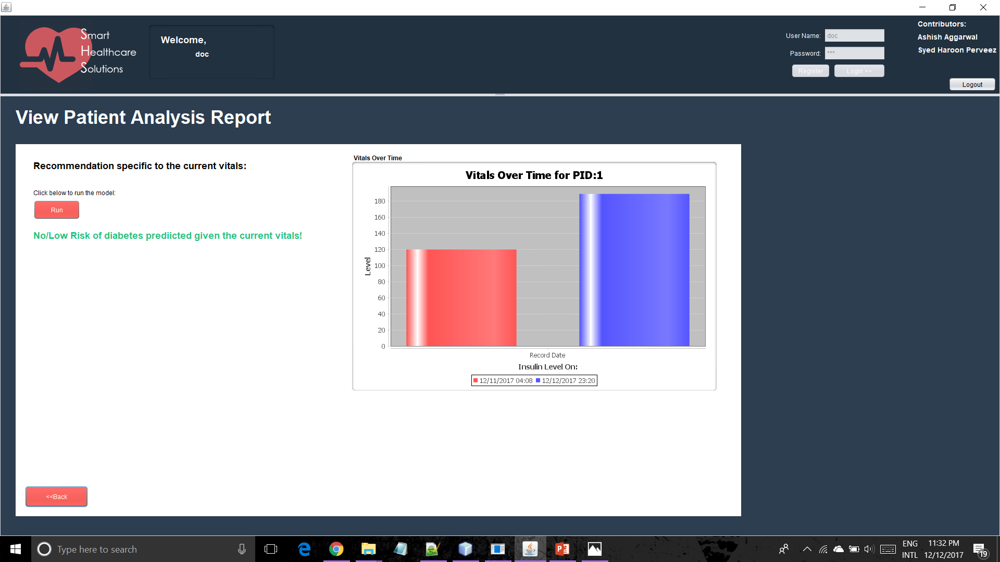 Smart
Healthcare
Solutions
Welcome,
doc
User Name: doc
Password: ***
Register Login >>
Contributors:
Ashish Aggarwal
Syed Haroon Perveez
Logout
View Patient Analysis Report
Recommendation specific to the current vitals:
Click below to run the model:
Run
No/Low Risk of diabetes prediicted given the current vitals!
<<Back
Vitals Over Time
Vitals Over Time for PID:1
Level
180
160
140
120
100
80
60
40
20
0
Record Date
Insulin Level On:
12/11/2017 04:08 12/12/2017 23:20
Type here to search
ENG
INTL
11:32 PM
12/12/2017
19